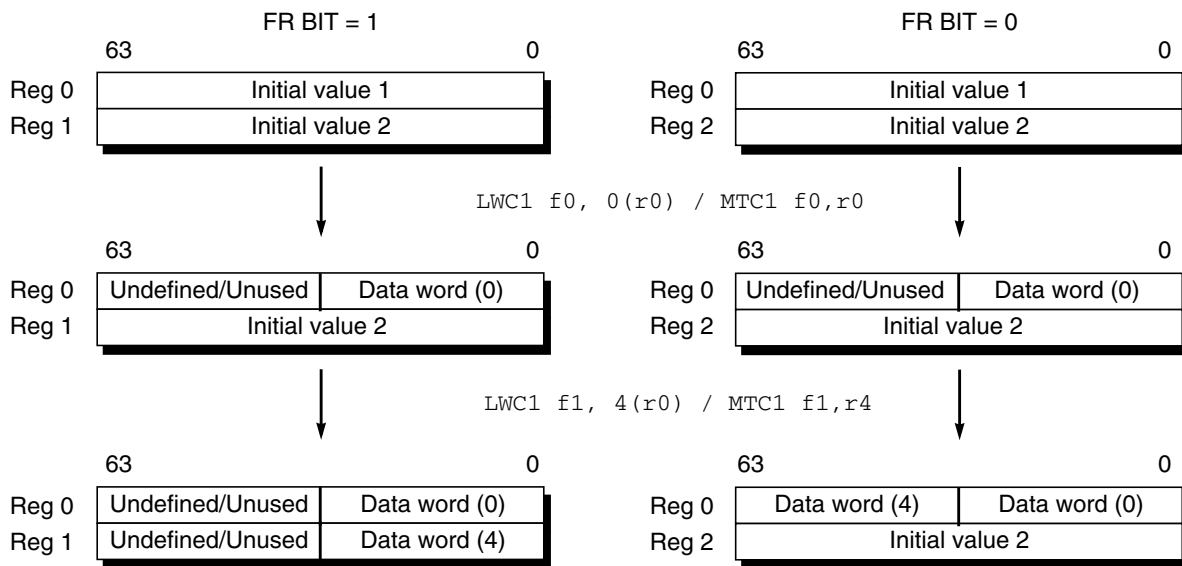 FR BIT = 1 FR BIT = 0
63 0 63 0
Reg 0 Initial value 1 Reg 0 Initial value 1
Reg 1 Initial value 2 Reg 2 Initial value 2
LWC1 f0, 0(r0) / MTC1 f0,r0
63 0 63 0
Reg 0 Undefined/Unused Data word (0) Reg 0 Undefined/Unused Data word (0)
Reg 1 Initial value 2 Reg 2 Initial value 2
LWC1 f1, 4(r0) / MTC1 f1,r4
63 0 63 0
Reg 0 Undefined/Unused Data word (0) Reg 0 Data word (4) Data word (0)
Reg 1 Undefined/Unused Data word (4) Reg 2 Initial value 2